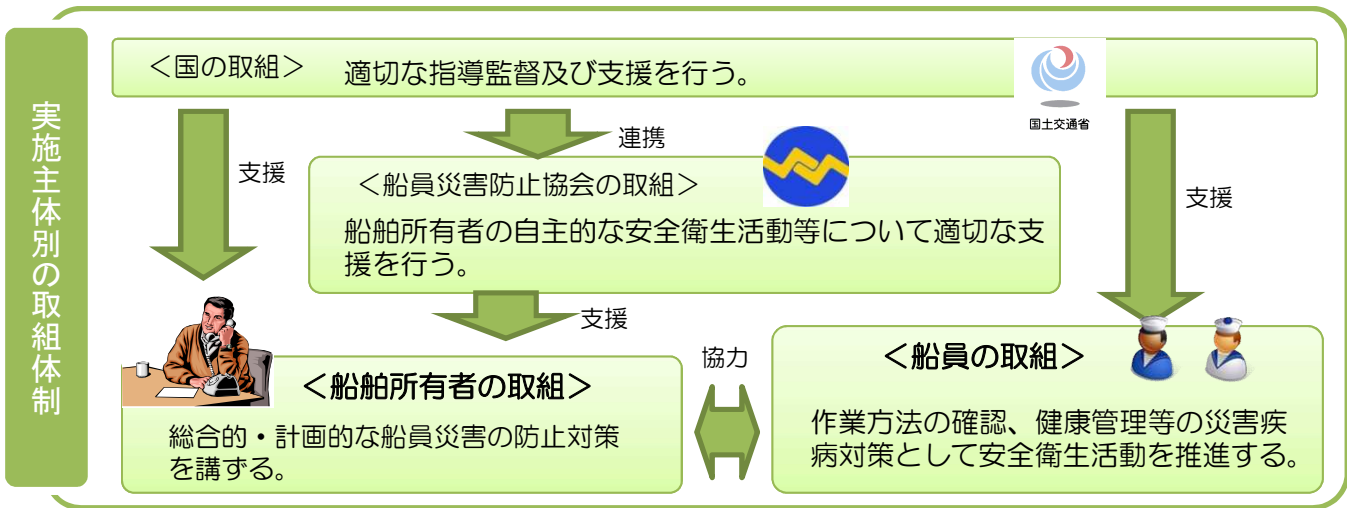 実施主体別の取組体制
＜国の取組＞
適切な指導監督及び支援を行う。
国土交通省
支援
連携
支援
＜船員災害防止協会の取組＞
船舶所有者の自主的な安全衛生活動等について適切な支
援を行う。
支援
＜船舶所有者の取組＞
総合的・計画的な船員災害の防止対策
を講ずる。
協力
＜船員の取組＞
作業方法の確認、健康管理等の災害疾
病対策として安全衛生活動を推進する。